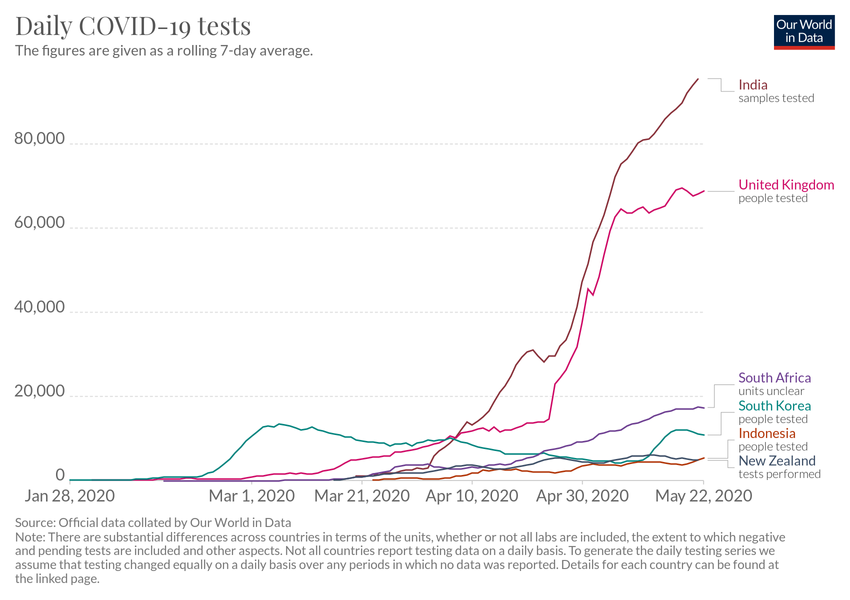 Daily COVID-19 tests
The figures are given as a rolling 7-day average.
Our World
in Data
80,000
60,000
40,000
20,000
0
Jan 28, 2020
Mar 1, 2020
Mar 21, 2020
Apr 10, 2020
Apr 30, 2020
May 22, 2020
India
samples tested
United Kingdom
people tested
South Africa
units unclear
South Korea
people tested
Indonesia
people tested
New Zealand
tests performed
Source: Official data collated by Our World in Data
Note: There are substantial differences across countries in terms of the units, whether or not all labs are included, the extent to which negative
and pending tests are included and other aspects. Not all countries report testing data on a daily basis. To generate the daily testing series we
assume that testing changed equally on a daily basis over any periods in which no data was reported. Details for each country can be found at
the linked page.